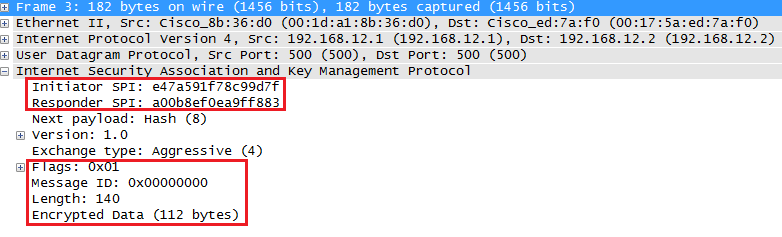 Frame 3: 182 bytes on wire (1456 bits), 182 bytes captured (1456 bits)
Ethernet II, Src: Cisco_8b:36:d0 (00:1d:a1:8b:36:d0), Dst: Cisco_ed:7a:f0 (00:17:5a:ed:7a:f0)
Internet Protocol Version 4, Src: 192.168.12.1 (192.168.12.1), Dst: 192.168.12.2 (192.168.12.2)
User Datagram Protocol, Src Port: 500 (500), Dst Port: 500 (500)
Internet Security Association and Key Management Protocol
Initiator SPI: e47a591f78c99d7f
Responder SPI: a00b8ef0ea9ff883
Next payload: Hash (8)
Version: 1.0
Exchange type: Aggressive (4)
Flags: 0x01
Message ID: 0x00000000
Length: 140
Encrypted Data (112 bytes)